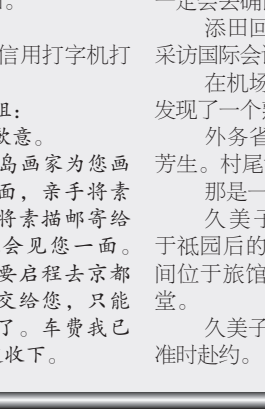 信用打字机打
姐：
歉意。
岛画家为您画
面，亲手将素
将素描邮寄给
会见您一面。
要启程去京都
交给您，只能
了。车费我已
收下。
一定会去确
添田回
采访国际会
在机场
发现了一个
外务省
芳生。村尾
那是一
久美子
于祇园后的
间位于旅馆
堂。
久美子
准时赴约。